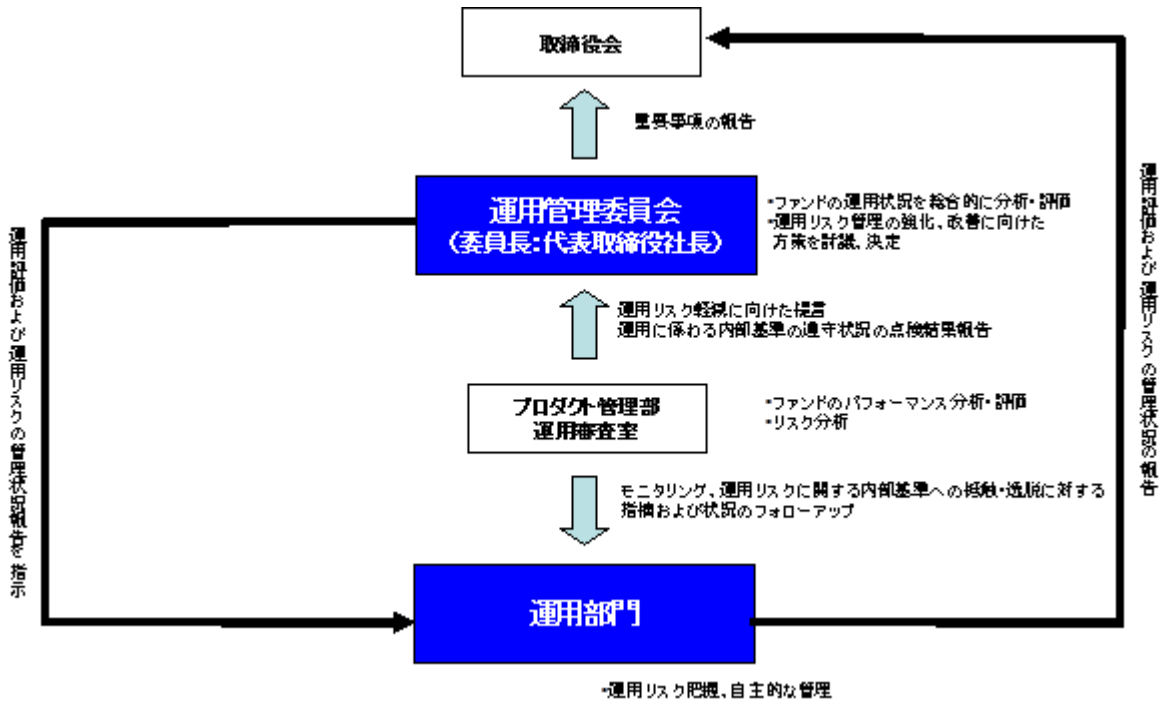 取締役会
重要事項の報告
運用管理委員会
(委員長:代表取締役社長)
・ファンドの運用状況を総合的に分析・評価
・運用リスク管理の強化、改善に向けた
方策を討議、決定
運用リスク軽減に向けた提言
運用に係わる内部基準の遵守状況の点検結果報告
プロダクト管理部
運用審査室
・ファンドのパフォーマンス分析・評価
・リスク分析
モニタリング、運用リスクに関する内部基準への抵触・逸脱に対する
指摘および状況のフォローアップ
運用部門
・運用リスク把握、自主的な管理
運用評価および運用リスクの管理状況報告を指示
運用評価および運用リスクの管理状況の報告